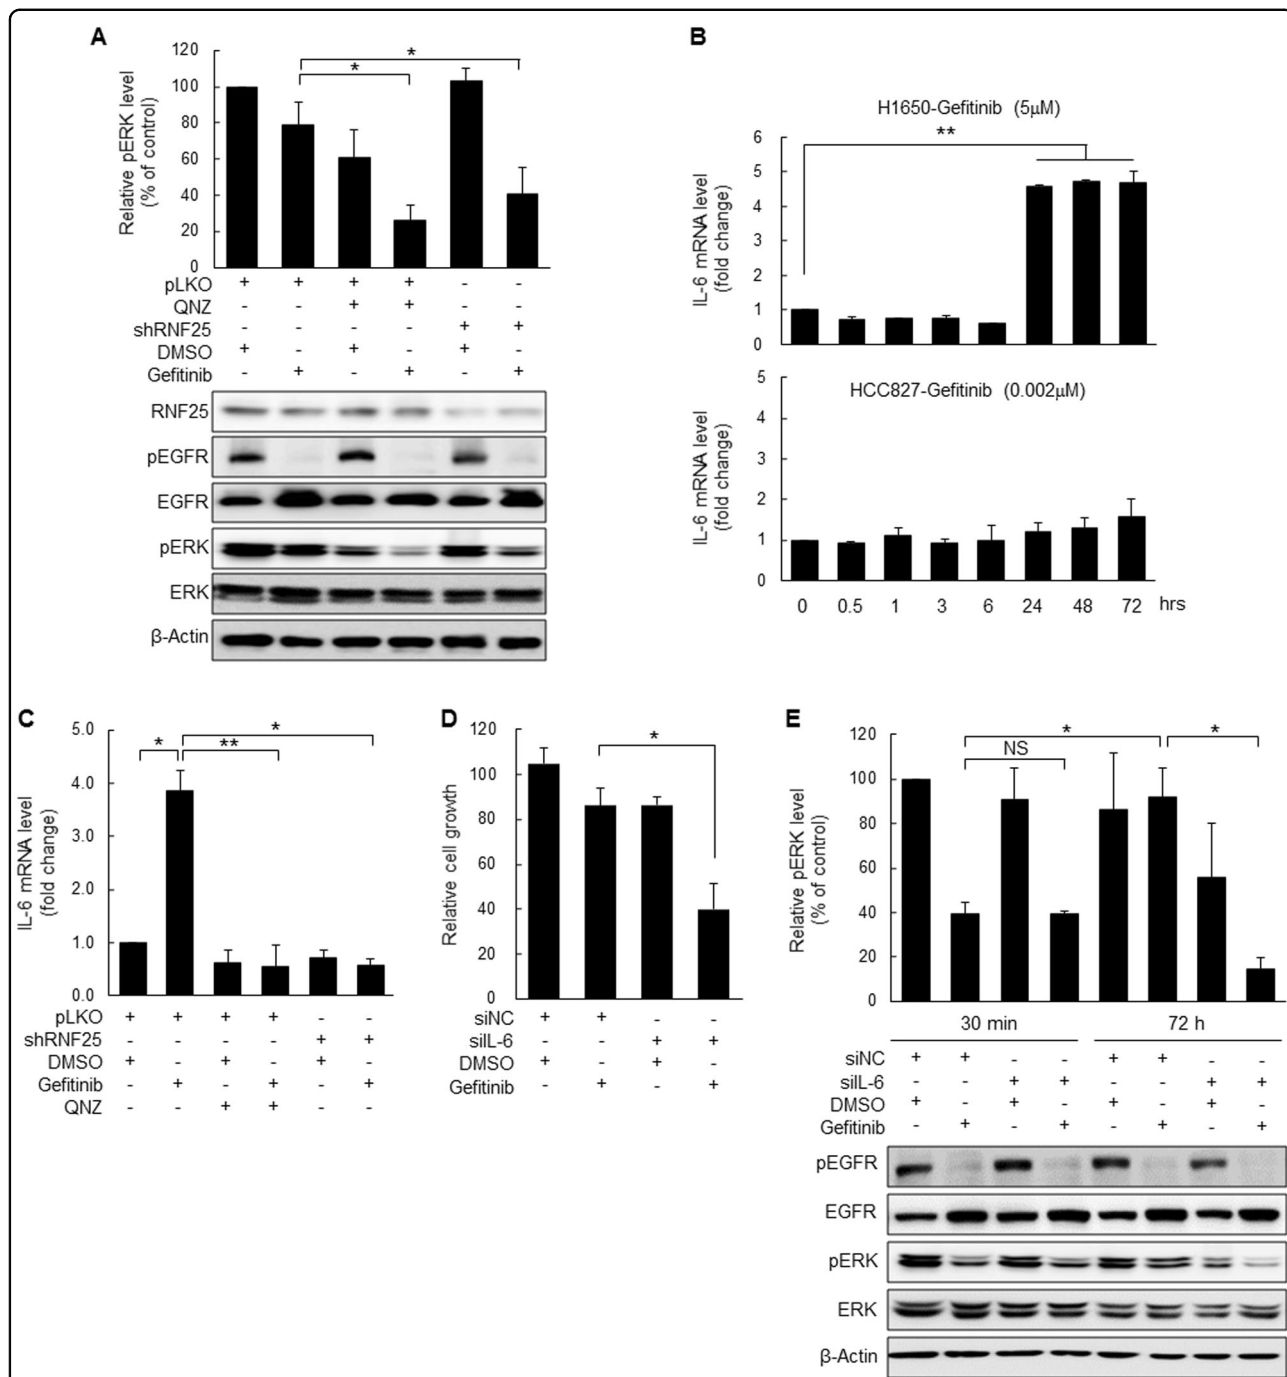 A
Relative pERK level
(% of control)
120
100
80
60
40
20
0
*
*
pLKO + + + + - -
QNZ - - + + - -
shRNF25 - - - - + +
DMSO + - + - + -
Gefitinib - + - + - +
RNF25
pEGFR
EGFR
pERK
ERK
β-Actin
B
H1650-Gefitinib (5μM)
**
IL-6 mRNA level
(fold change)
6
5
4
3
2
1
0
HCC827-Gefitinib (0.002μM)
IL-6 mRNA level
(fold change)
5
4
3
2
1
0
0 0.5 1 3 6 24 48 72 hrs
C
IL-6 mRNA level
(fold change)
5.0
4.0
3.0
2.0
1.0
0.0
*
* **
pLKO + + + + - -
shRNF25 - - - - + +
DMSO + - + - + -
Gefitinib - + - + - +
QNZ - - + + - -
D
Relative cell growth
120
100
80
60
40
20
0
*
siNC + + - -
siIL-6 - - + +
DMSO + - + -
Gefitinib - + - +
E
Relative pERK level
(% of control)
120
100
80
60
40
20
0
* *
NS
30 min 72 h
siNC + + - - + + - -
siIL-6 - - + + - - + +
DMSO + - + - + - + -
Gefitinib - + - + - + - +
pEGFR
EGFR
pERK
ERK
β-Actin